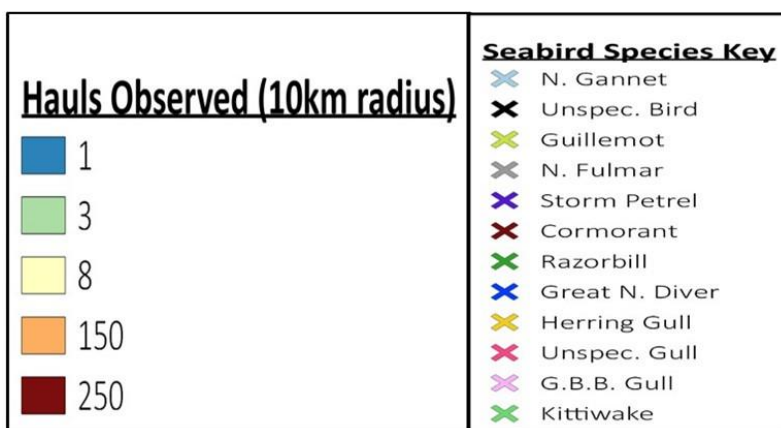 Hauls Observed (10km radius)
1
3
8
150
250
Seabird Species Key
N. Gannet
Unspec. Bird
Guillemot
N. Fulmar
Storm Petrel
Cormorant
Razorbill
Great N. Diver
Herring Gull
Unspec. Gull
G.B.B. Gull
Kittiwake